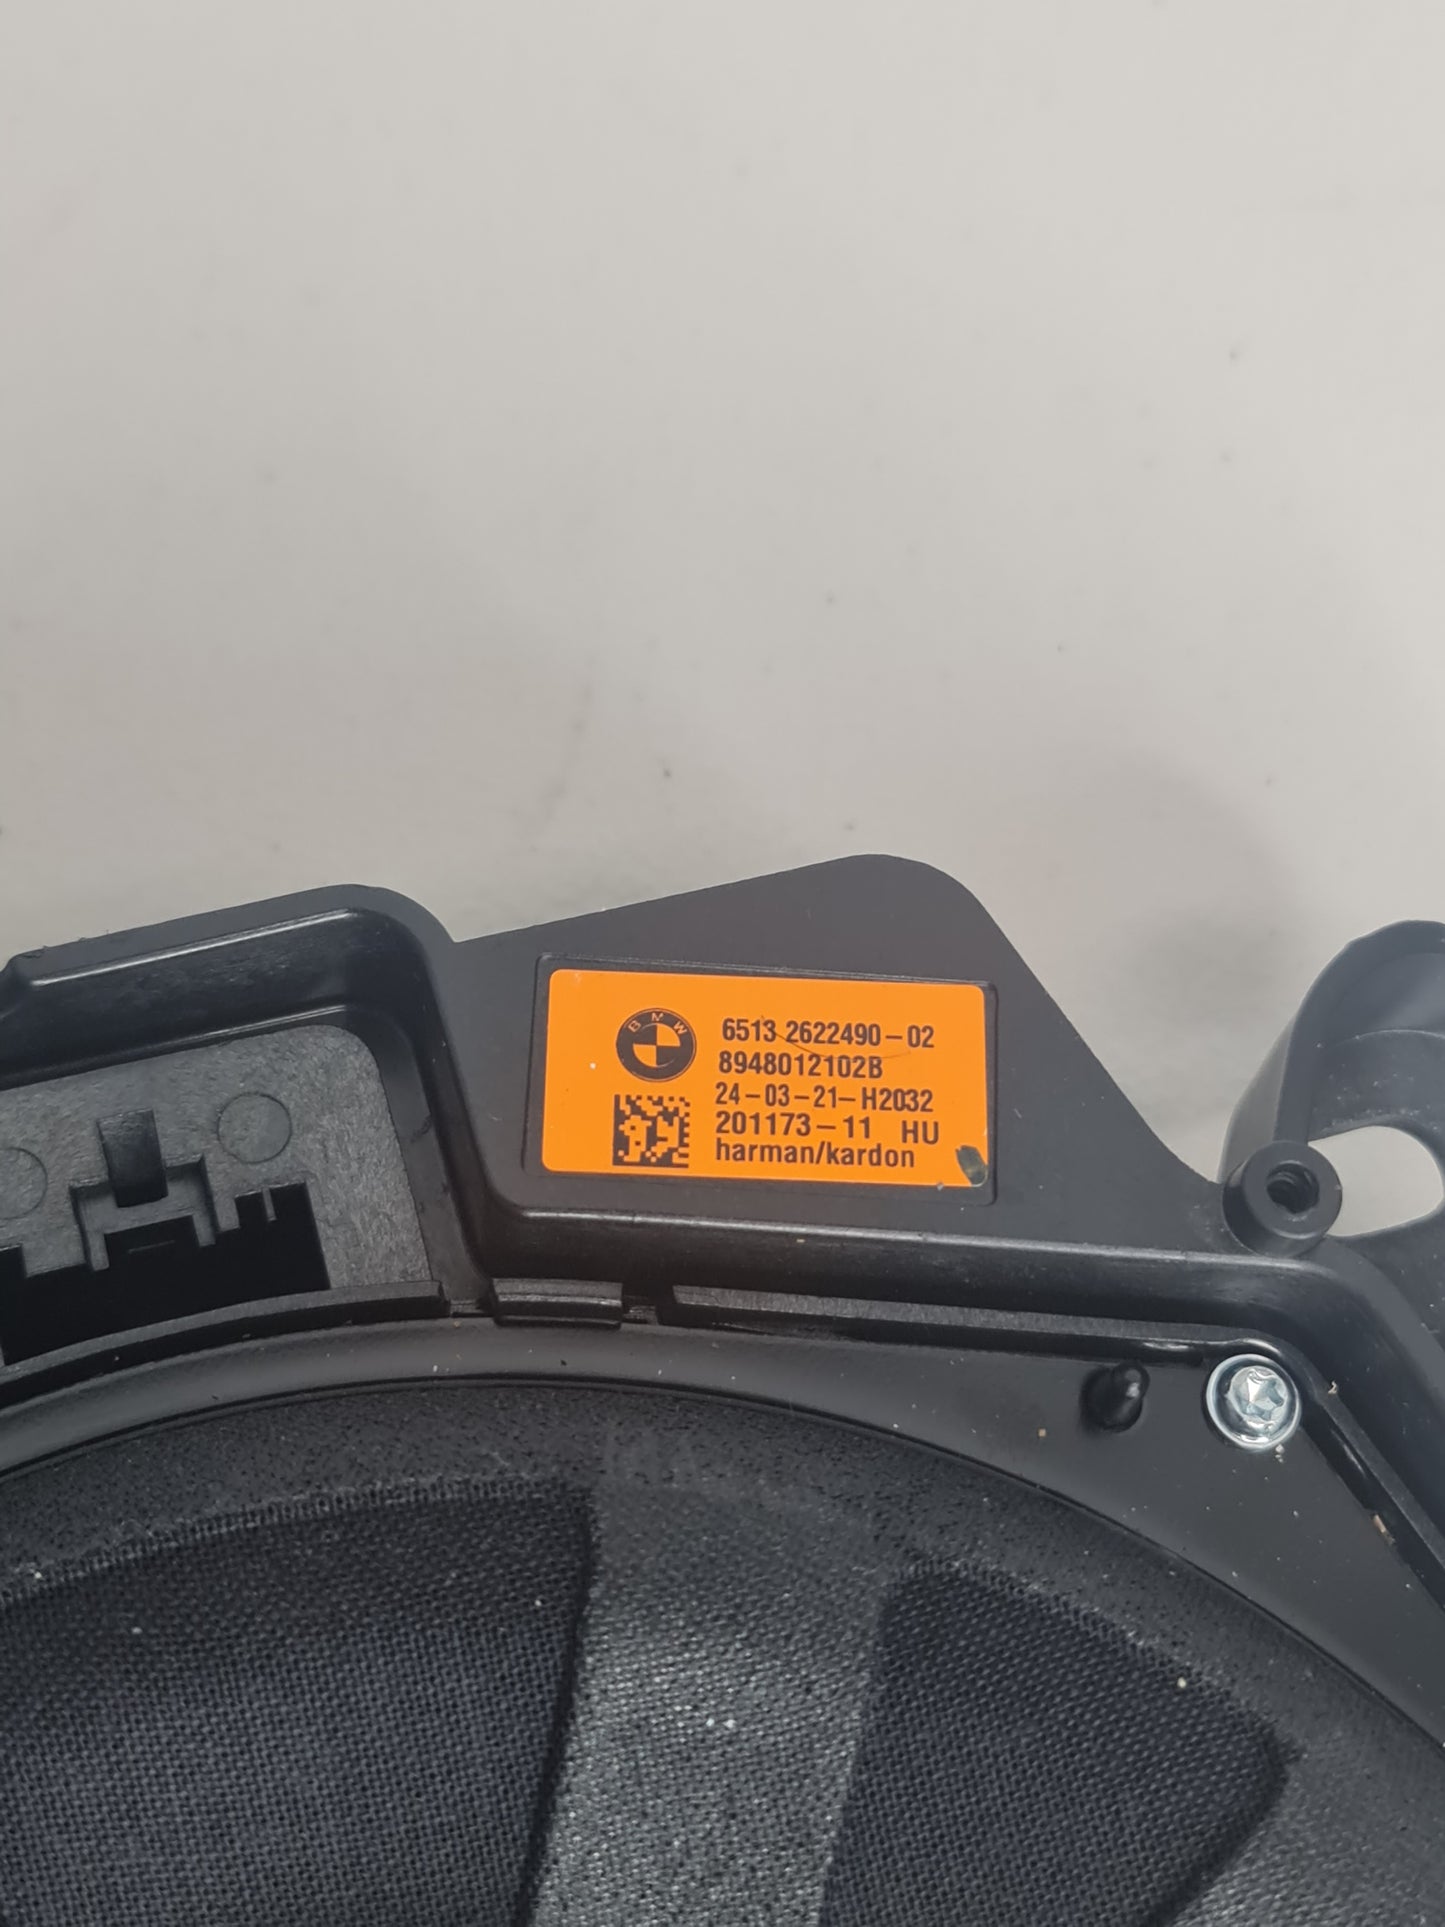 BMW
6513 2622490-02
8948012102B
24-03-21-H2032
201173-11 HU
harman/kardon